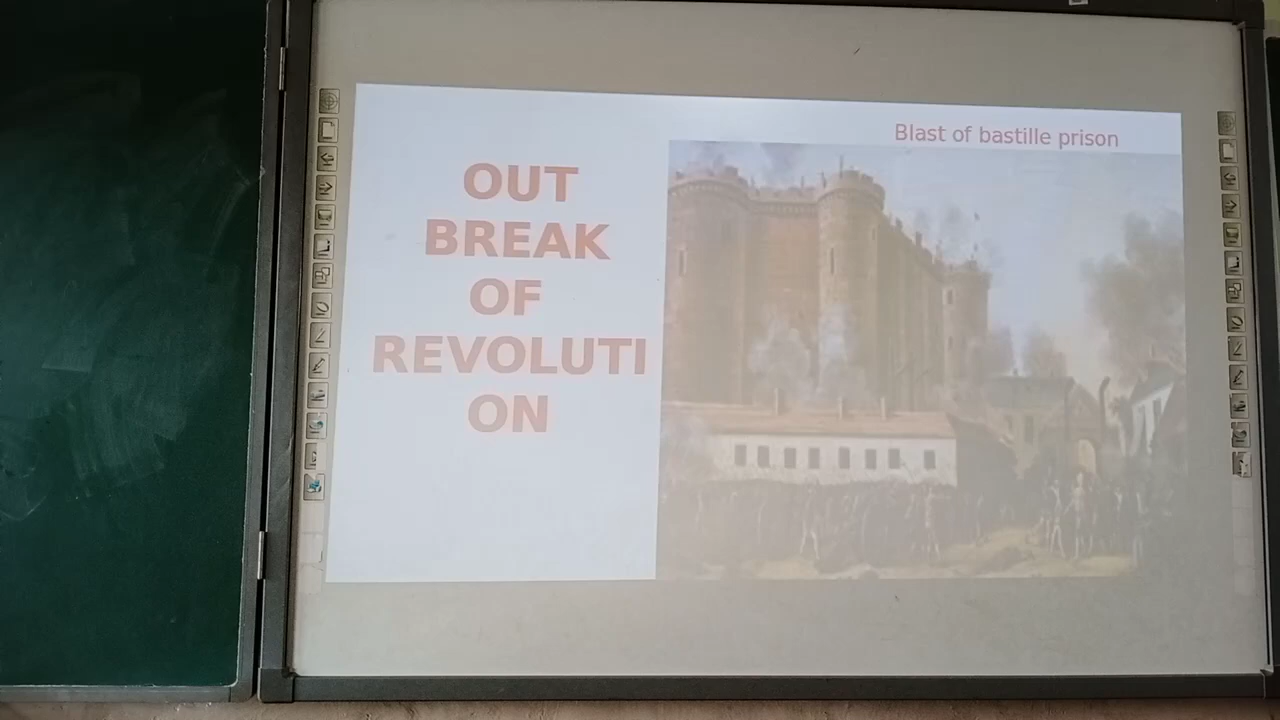 OUT
BREAK
OF
REVOLUTI
ON
Blast of bastille prison